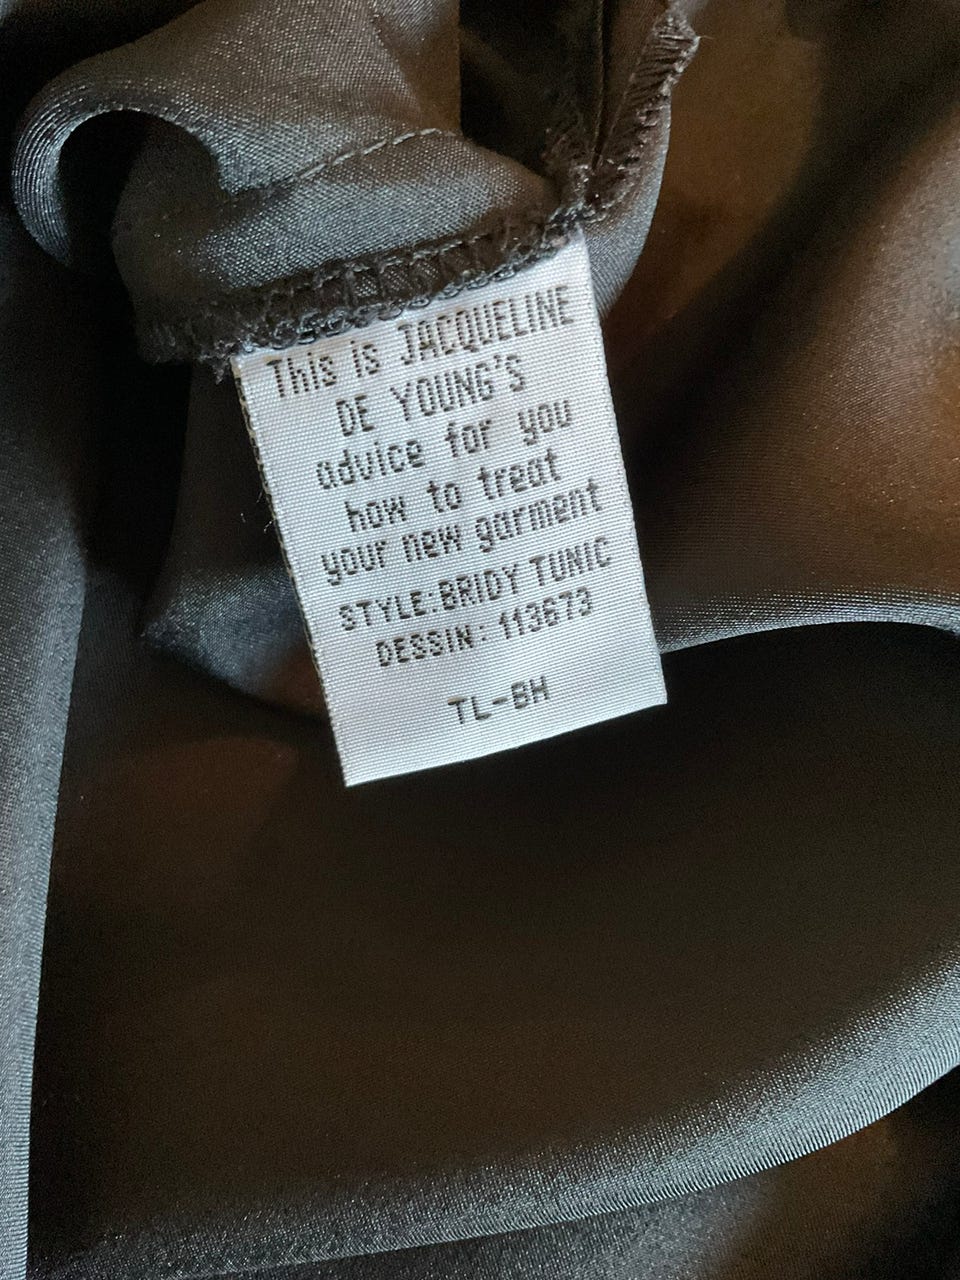 This is JACQUELINE
DE YOUNG'S
advice for you
how to treat
your new garment
STYLE: BRIDY TUNIC
DESSIN: 113673
TL-BH